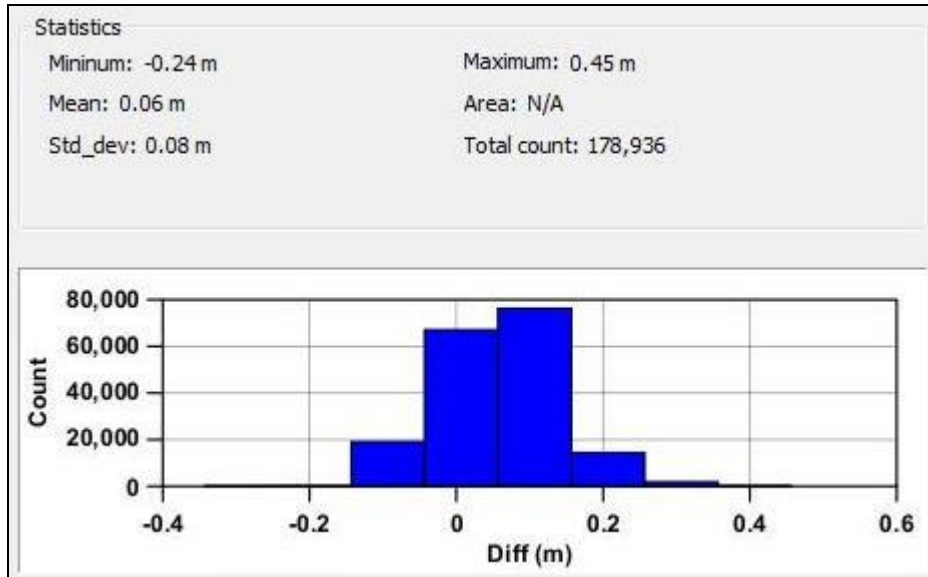 Statistics
Mininum: -0.24 m
Maximum: 0.45 m
Mean: 0.06 m
Area: N/A
Std_dev: 0.08 m
Total count: 178,936
80,000
60,000
40,000
20,000
0
Count
-0.4 -0.2 0 0.2 0.4 0.6
Diff (m)